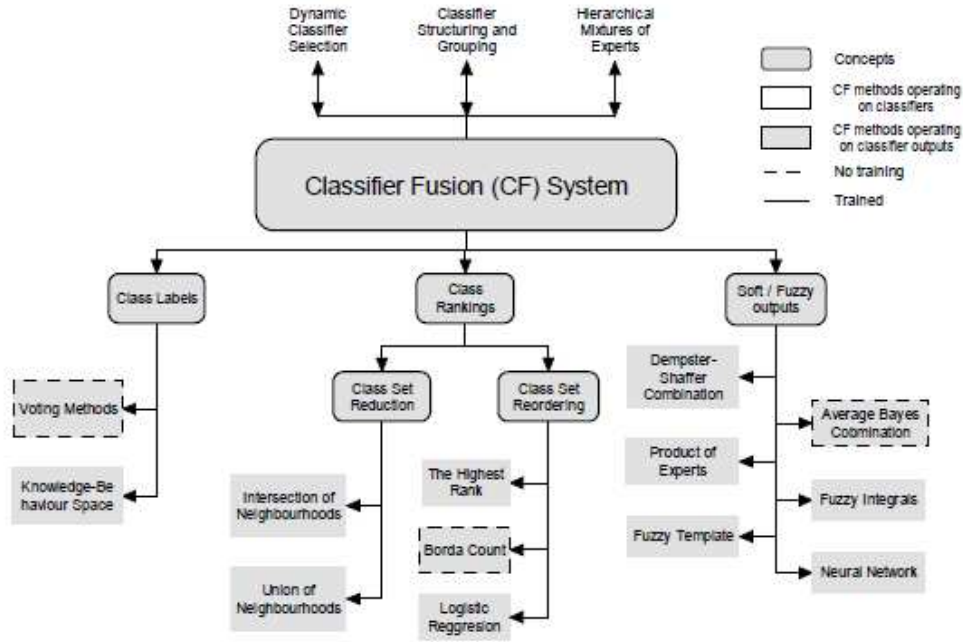 Dynamic
Classifier
Selection
Classifier
Structuring and
Grouping
Hierarchical
Mixtures of
Experts
Concepts
CF methods operating
on classifiers
CF methods operating
on classifier outputs
No training
Trained
Classifier Fusion (CF) System
Class Labels
Class
Rankings
Soft / Fuzzy
outputs
Voting Methods
Knowledge-Be
haviour Space
Class Set
Reduction
Class Set
Reordering
Intersection of
Neighbourhoods
Union of
Neighbourhoods
The Highest
Rank
Borda Count
Logistic
Reggresion
Dempster-
Shaffer
Combination
Average Bayes
Cobmination
Product of
Experts
Fuzzy Integrals
Fuzzy Template
Neural Network